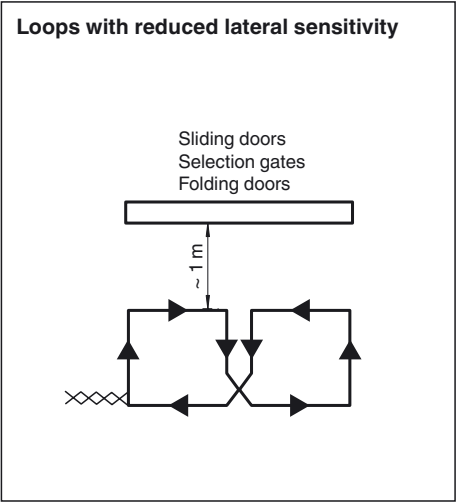 Loops with reduced lateral sensitivity
Sliding doors
Selection gates
Folding doors
~ 1 m